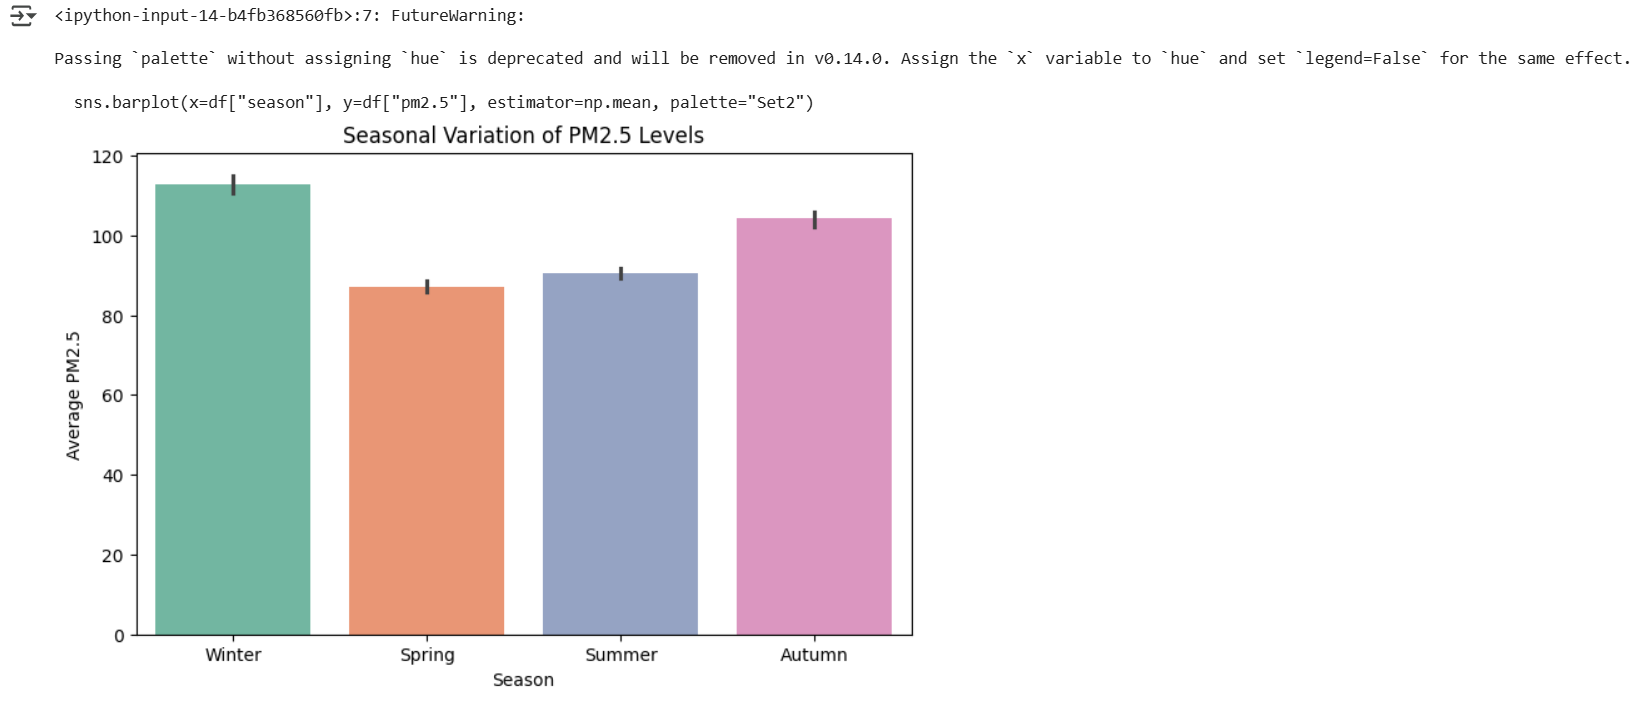 <ipython-input-14-b4fb368560fb>:7: FutureWarning:
Passing `palette` without assigning `hue` is deprecated and will be removed in v0.14.0. Assign the `x` variable to `hue` and set `legend=False` for the same effect.
sns.barplot(x=df["season"], y=df["pm2.5"], estimator=np.mean, palette="Set2")
Seasonal Variation of PM2.5 Levels
120
100
80
60
40
20
0
Average PM2.5
Winter Spring Summer Autumn
Season